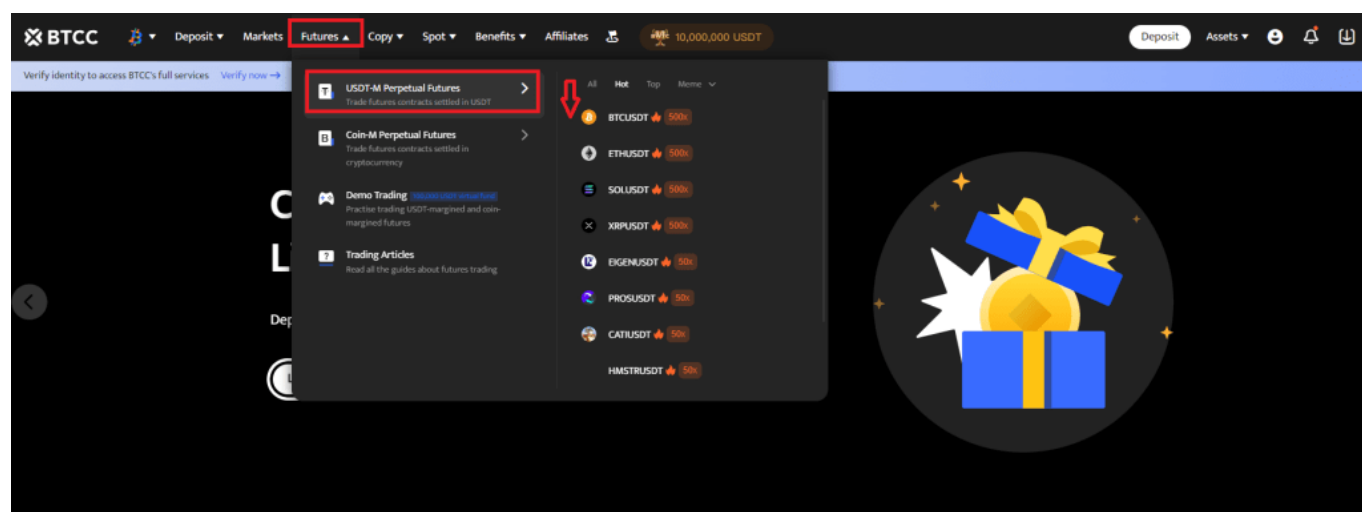 BTCC
Deposit Markets Futures Copy Spot Benefits Affiliates 10,000,000 USDT Deposit Assets
Verify identity to access BTCC's full services Verify now →
USDT-M Perpetual Futures
Trade futures contracts settled in USDT
Coin-M Perpetual Futures
Trade futures contracts settled in
cryptocurrency
Demo Trading
Practise trading USDT-margined and coin-
margined futures
Trading Articles
Read all the guides about futures trading
All Hot Top Meme
BTCUSDT 500x
ETHUSDT 500x
SOLUSDT 500x
XRPUSDT 500x
EIGENUSDT 50x
PROSUSDT 50x
CATIUSDT 50x
HMSTRUSDT 50x
C
L
Dep